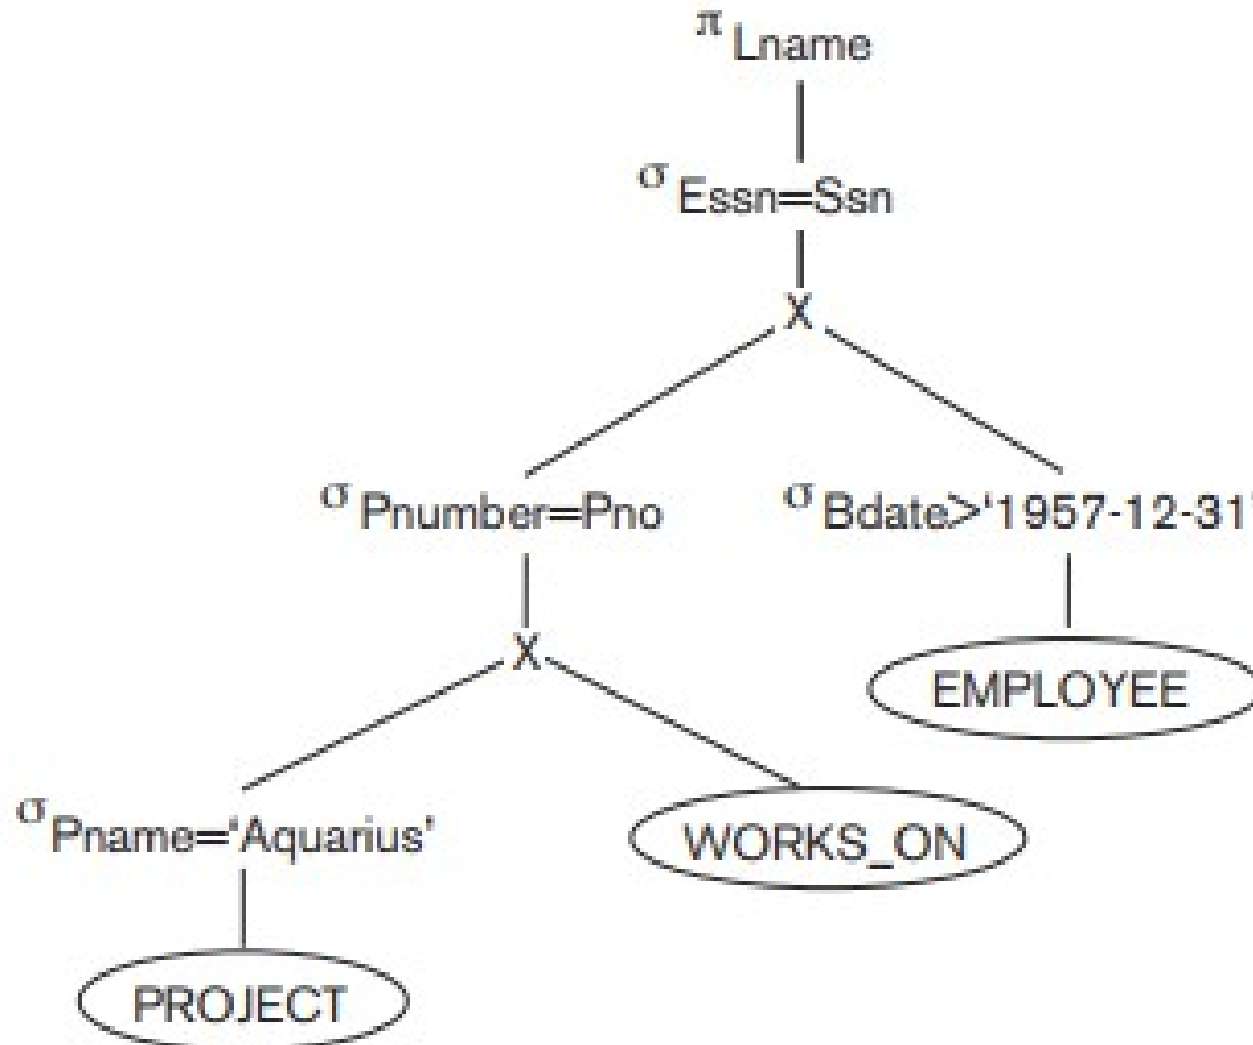 π Lname
σ Essn=Ssn
X
σ Pnumber=Pno
σ Bdate>‘1957-12-31’
X
EMPLOYEE
σ Pname=‘Aquarius’
WORKS_ON
PROJECT